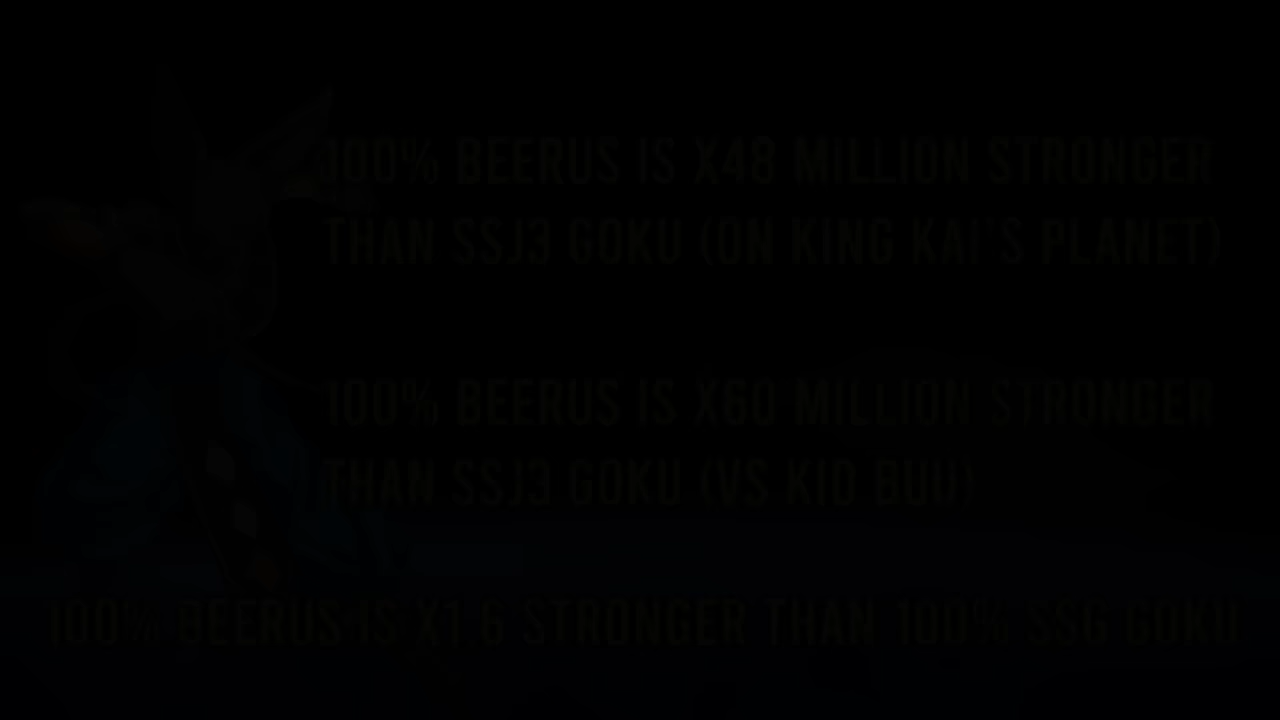 100% BEERUS IS X48 MILLION STRONGER
THAN SSJ3 GOKU (ON KING KAI'S PLANET)
100% BEERUS IS X60 MILLION STRONGER
THAN SSJ3 GOKU (VS KID BUU)
100% BEERUS IS X1.6 STRONGER THAN 100% SSG GOKU